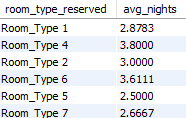 room_type_reserved avg_nights
Room_Type 1 2.8783
Room_Type 4 3.8000
Room_Type 2 3.0000
Room_Type 6 3.6111
Room_Type 5 2.5000
Room_Type 7 2.6667